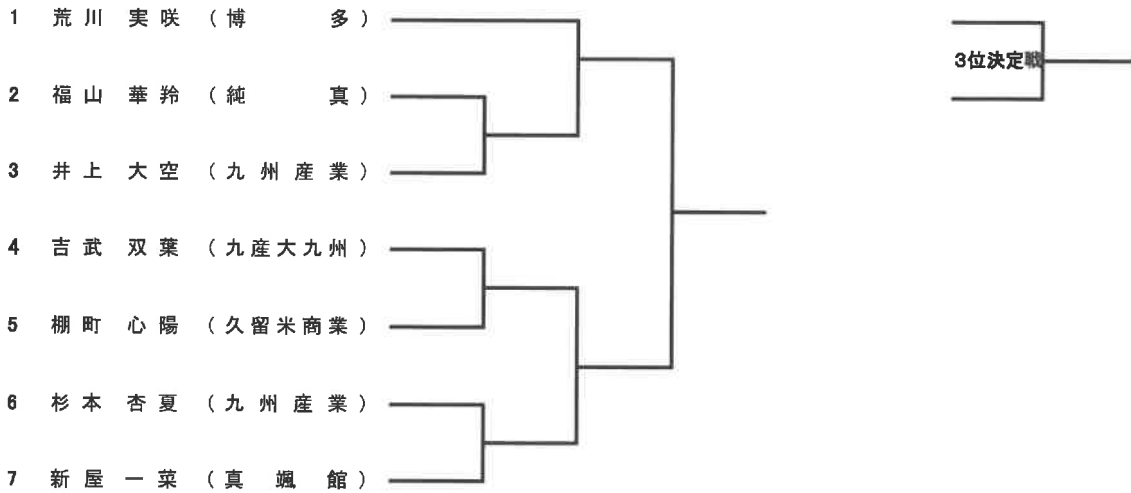 1 荒川 実咲 (博 多)
3位決定戦
2 福山 華羚 (純 真)
3 井上 大空 (九州産業)
4 吉武 双葉 (九産大九州)
5 棚町 心陽 (久留米商業)
6 杉本 杏夏 (九州産業)
7 新屋 一菜 (真颯館)